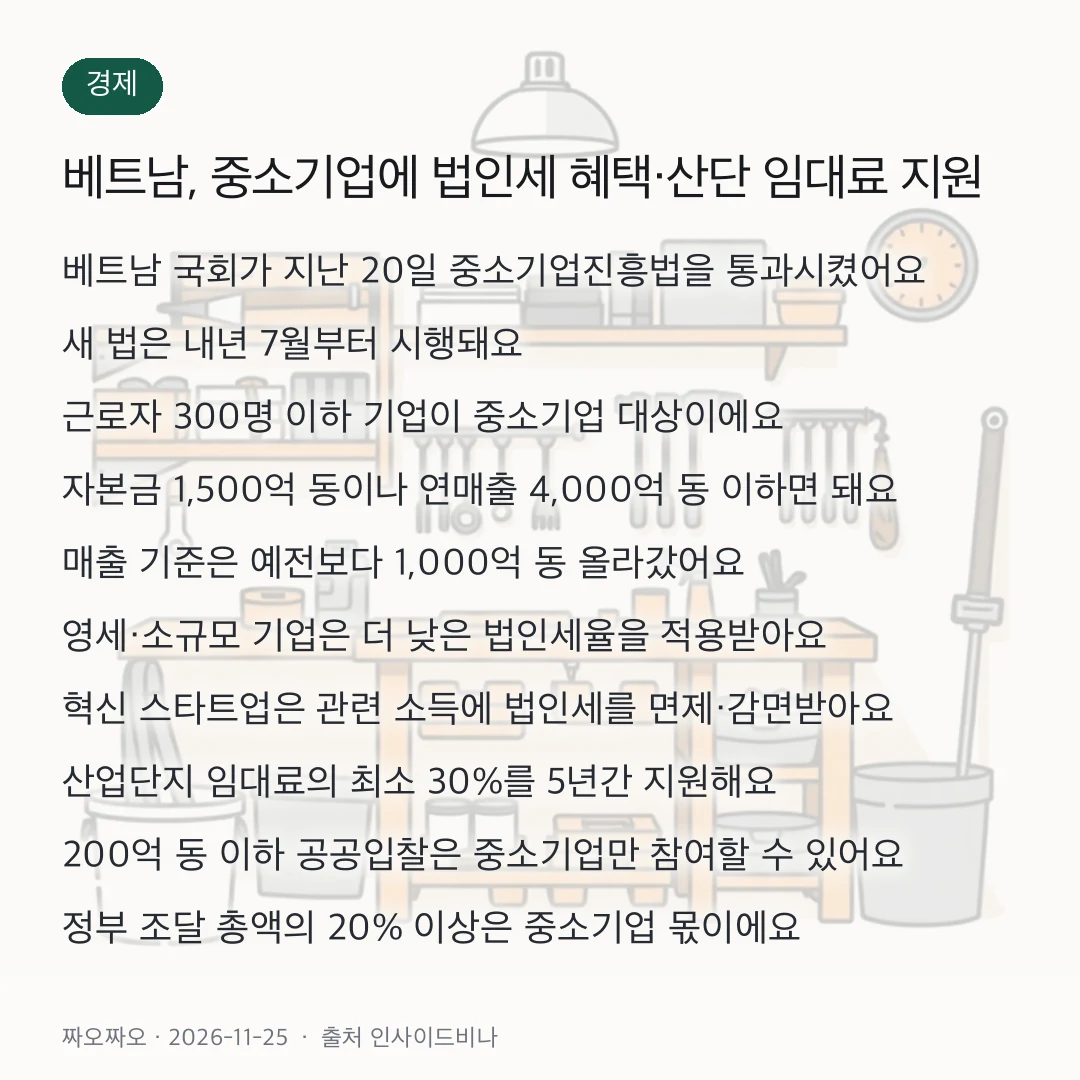 경제
베트남, 중소기업에 법인세 혜택·산단 임대료 지원
베트남 국회가 지난 20일 중소기업진흥법을 통과시켰어요
새 법은 내년 7월부터 시행돼요
근로자 300명 이하 기업이 중소기업 대상이에요
자본금 1,500억 동이나 연매출 4,000억 동 이하면 돼요
매출 기준은 예전보다 1,000억 동 올라갔어요
영세·소규모 기업은 더 낮은 법인세율을 적용받아요
혁신 스타트업은 관련 소득에 법인세를 면제·감면받아요
산업단지 임대료의 최소 30%를 5년간 지원해요
200억 동 이하 공공입찰은 중소기업만 참여할 수 있어요
정부 조달 총액의 20% 이상은 중소기업 몫이에요
짜오짜오 · 2026-11-25 · 출처 인사이드비나